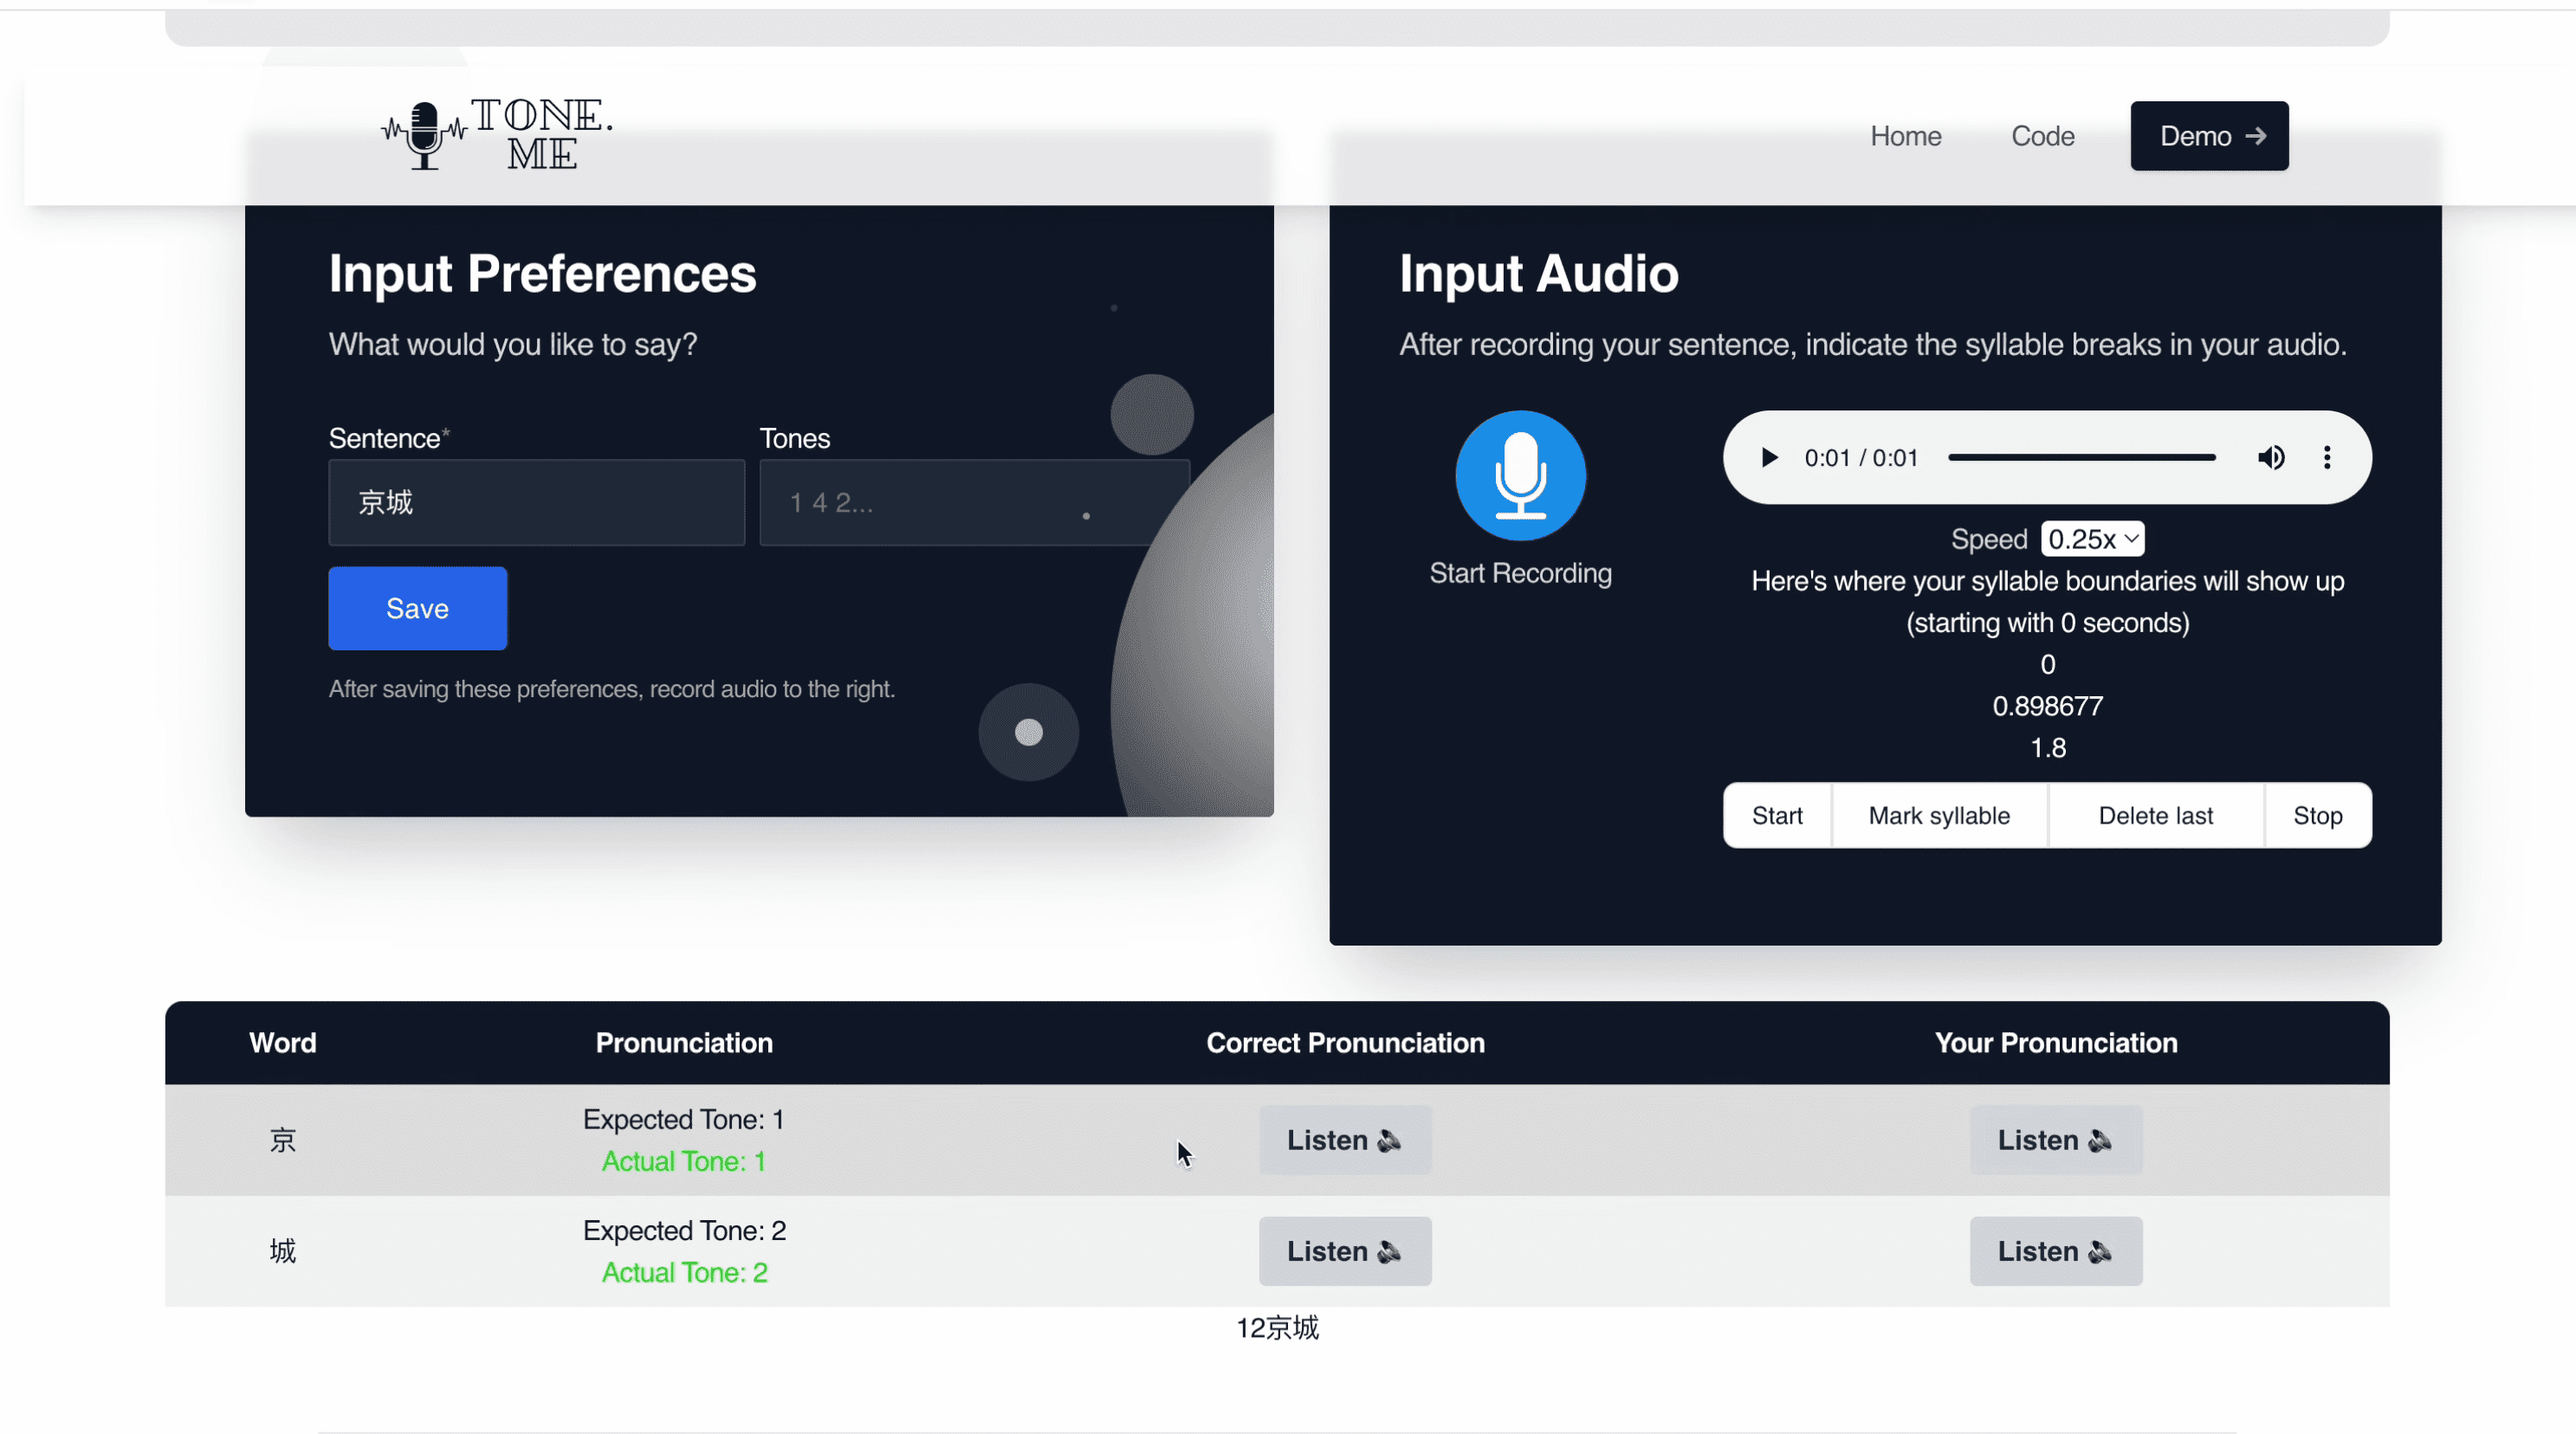 TONE.
ME
Home
Code
Demo →
Input Preferences
What would you like to say?
Sentence*
Tones
京城
1 4 2...
Save
After saving these preferences, record audio to the right.
Input Audio
After recording your sentence, indicate the syllable breaks in your audio.
Start Recording
0:01 / 0:01
Speed 0.25x
Here's where your syllable boundaries will show up
(starting with 0 seconds)
0
0.898677
1.8
Start
Mark syllable
Delete last
Stop
Word
Pronunciation
Correct Pronunciation
Your Pronunciation
京
Expected Tone: 1
Actual Tone: 1
Listen 🔊
Listen 🔊
城
Expected Tone: 2
Actual Tone: 2
Listen 🔊
Listen 🔊
12京城